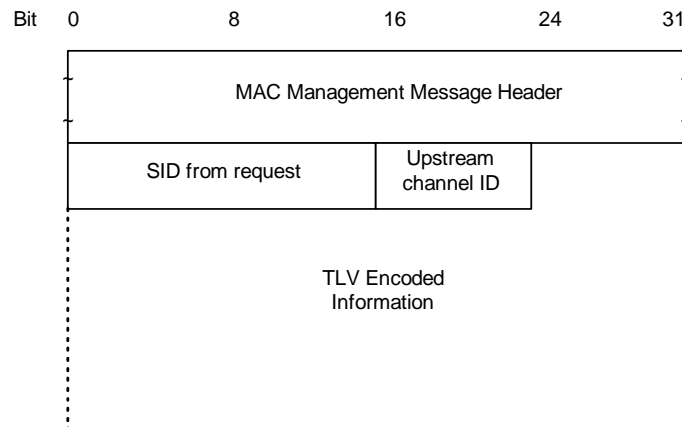 Bit 0 8 16 24 31
MAC Management Message Header
SID from request
Upstream
channel ID
TLV Encoded
Information